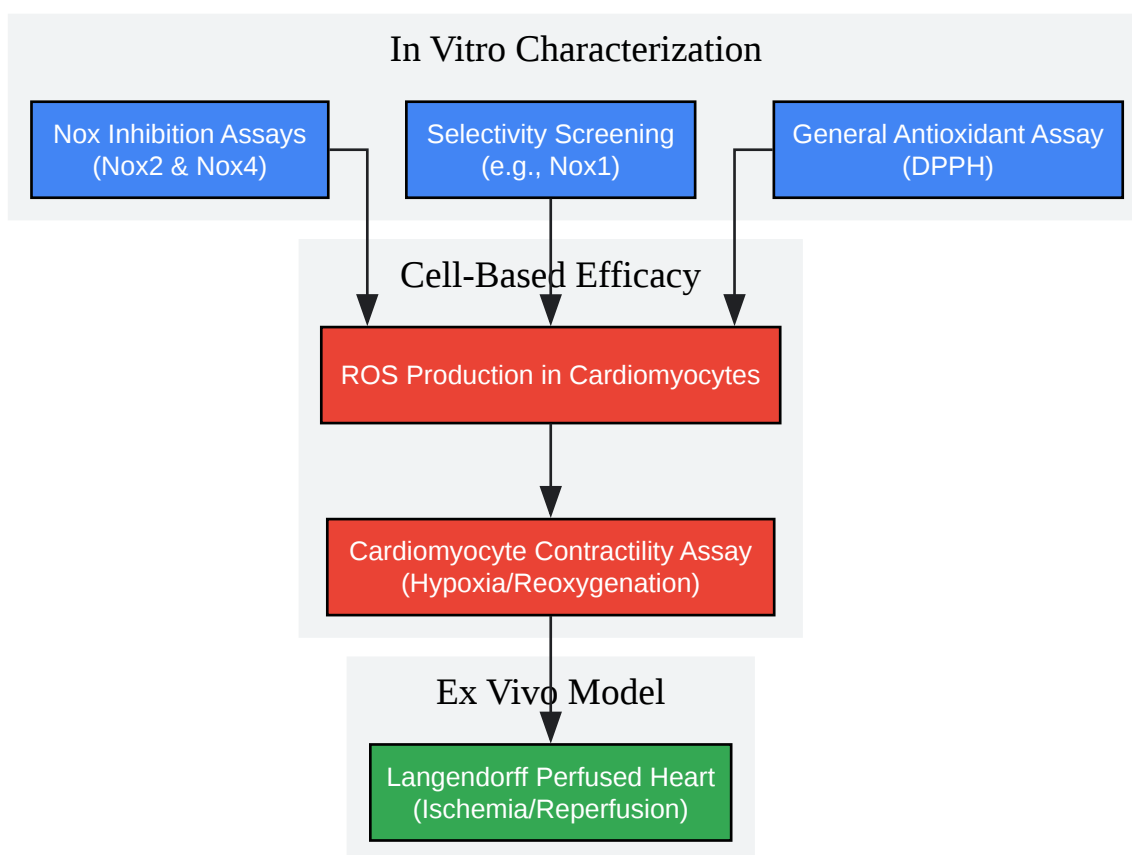 In Vitro Characterization
Nox Inhibition Assays
(Nox2 & Nox4)
Selectivity Screening
(e.g., Nox1)
General Antioxidant Assay
(DPPH)
Cell-Based Efficacy
ROS Production in Cardiomyocytes
Cardiomyocyte Contractility Assay
(Hypoxia/Reoxygenation)
Ex Vivo Model
Langendorff Perfused Heart
(Ischemia/Reperfusion)